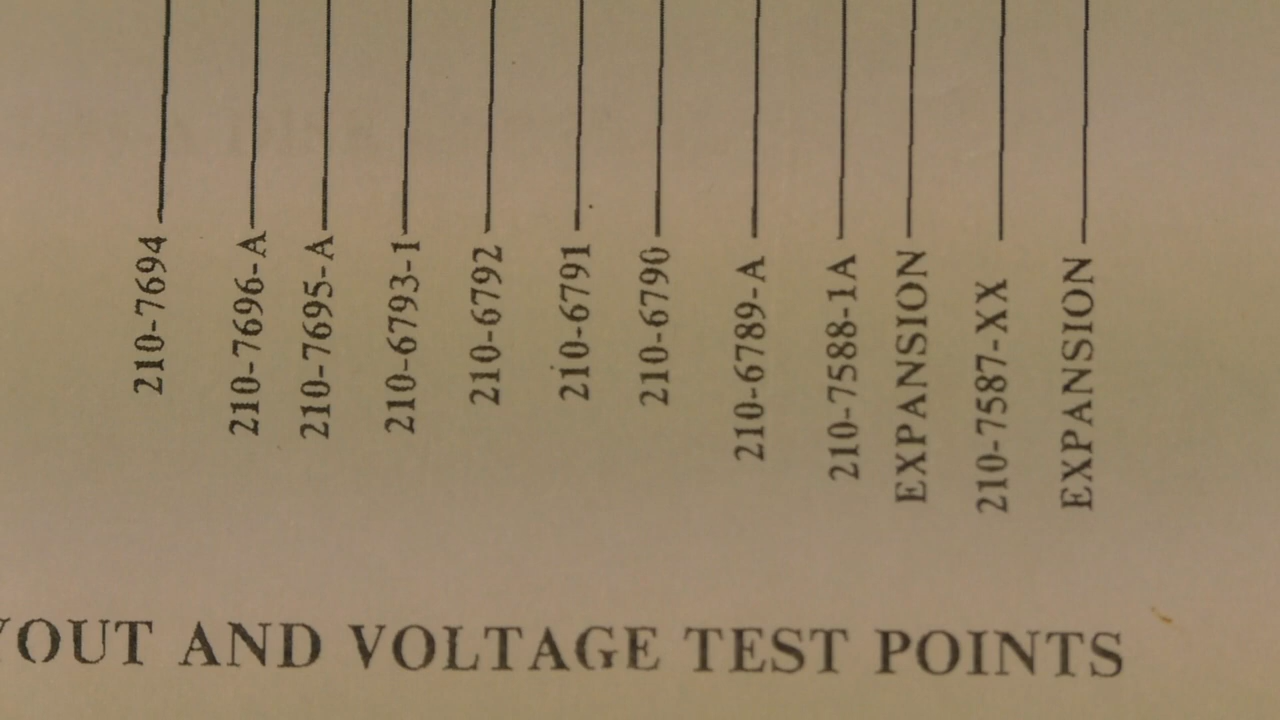 210-7694
210-7696-A
210-7695-A
210-6793-1
210-6792
210-6791
210-6790
210-6789-A
210-7588-1A
EXPANSION
210-7587-XX
EXPANSION
YOUT AND VOLTAGE TEST POINTS